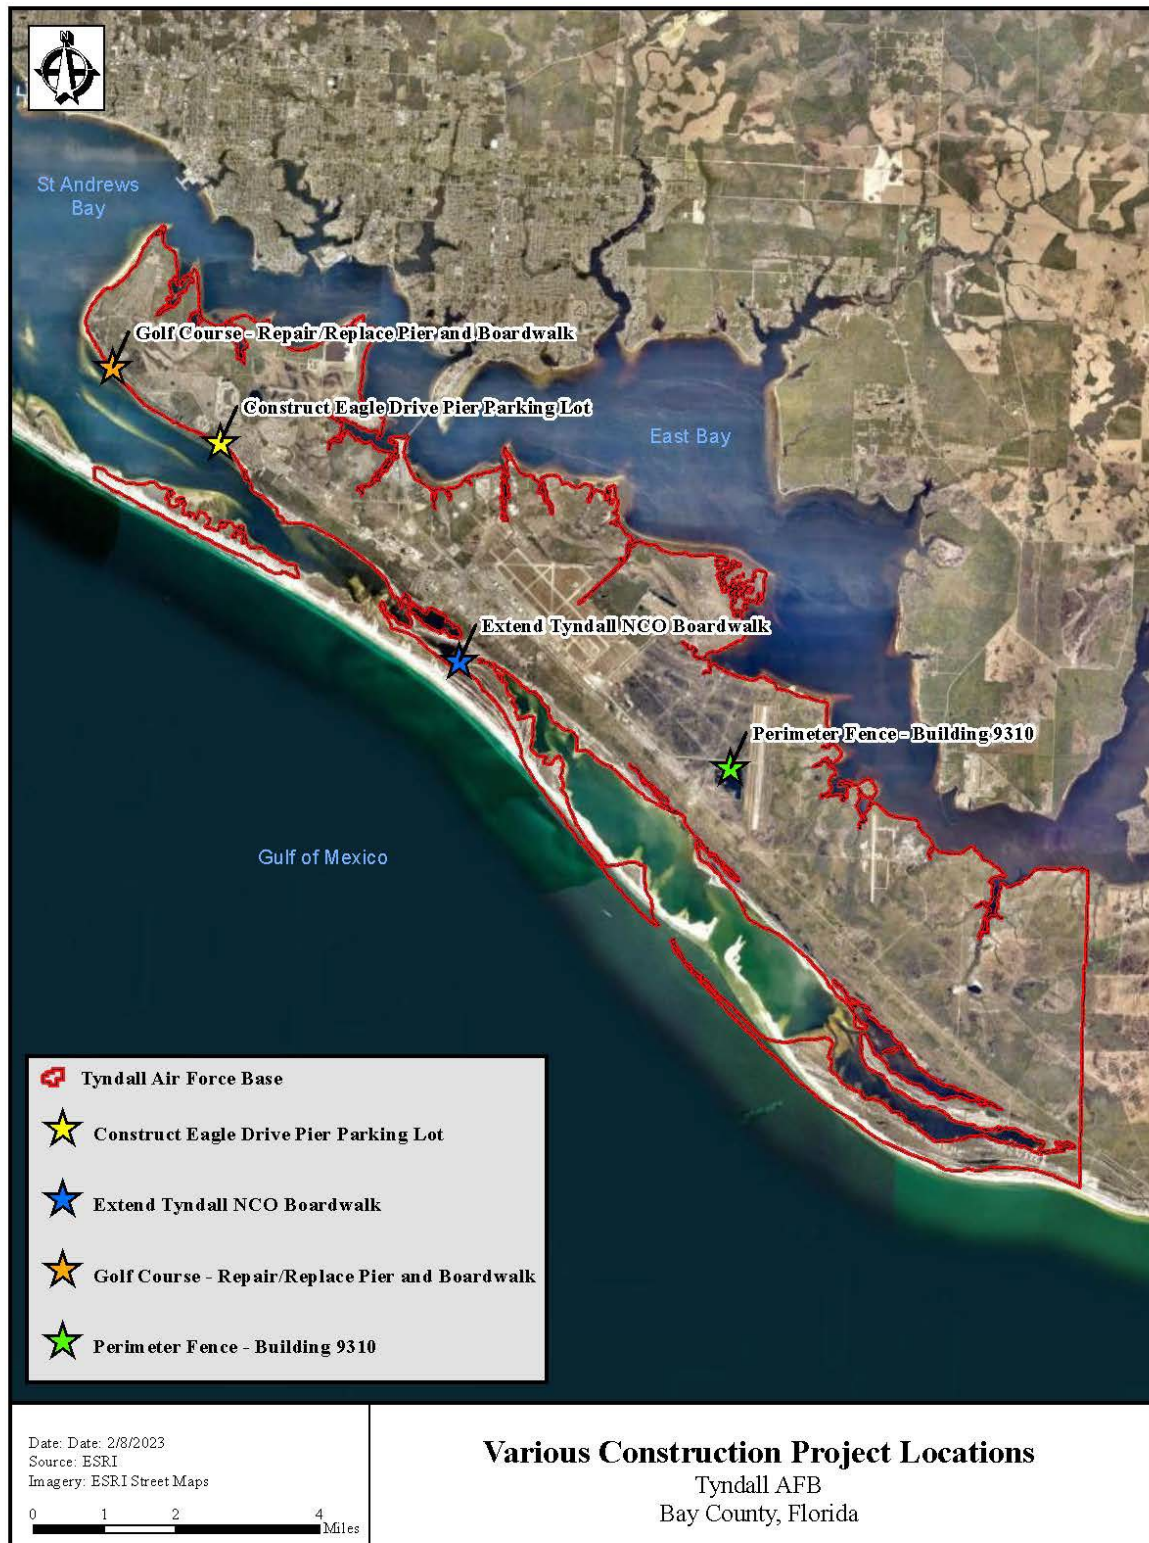 N
St Andrews
Bay
Golf Course - Repair/Replace Pier and Boardwalk
Construct Eagle Drive Pier Parking Lot
East Bay
Extend Tyndall NCO Boardwalk
Perimeter Fence - Building 9310
Gulf of Mexico
Tyndall Air Force Base
Construct Eagle Drive Pier Parking Lot
Extend Tyndall NCO Boardwalk
Golf Course - Repair/Replace Pier and Boardwalk
Perimeter Fence - Building 9310
Date: Date: 2/8/2023
Source: ESRI
Imagery: ESRI Street Maps
0 1 2 4
Miles
Various Construction Project Locations
Tyndall AFB
Bay County, Florida